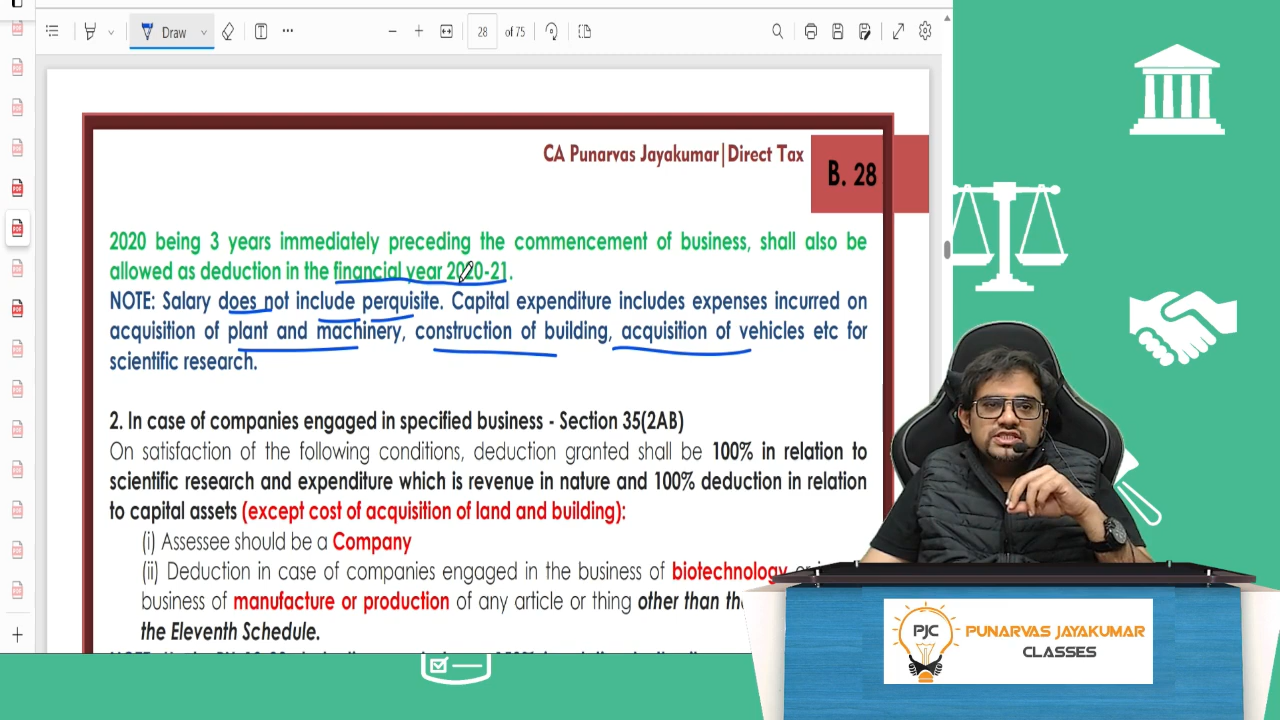 Draw
28
of 75
CA Punarvas Jayakumar|Direct Tax
B. 28
2020 being 3 years immediately preceding the commencement of business, shall also be
allowed as deduction in the financial year 2020-21.
NOTE: Salary does not include perquisite. Capital expenditure includes expenses incurred on
acquisition of plant and machinery, construction of building, acquisition of vehicles etc for
scientific research.
2. In case of companies engaged in specified business - Section 35(2AB)
On satisfaction of the following conditions, deduction granted shall be 100% in relation to
scientific research and expenditure which is revenue in nature and 100% deduction in relation
to capital assets (except cost of acquisition of land and building):
(i) Assessee should be a Company
(ii) Deduction in case of companies engaged in the business of biotechnology or
business of manufacture or production of any article or thing other than
the Eleventh Schedule.
PJC
PUNARVAS JAYAKUMAR
CLASSES